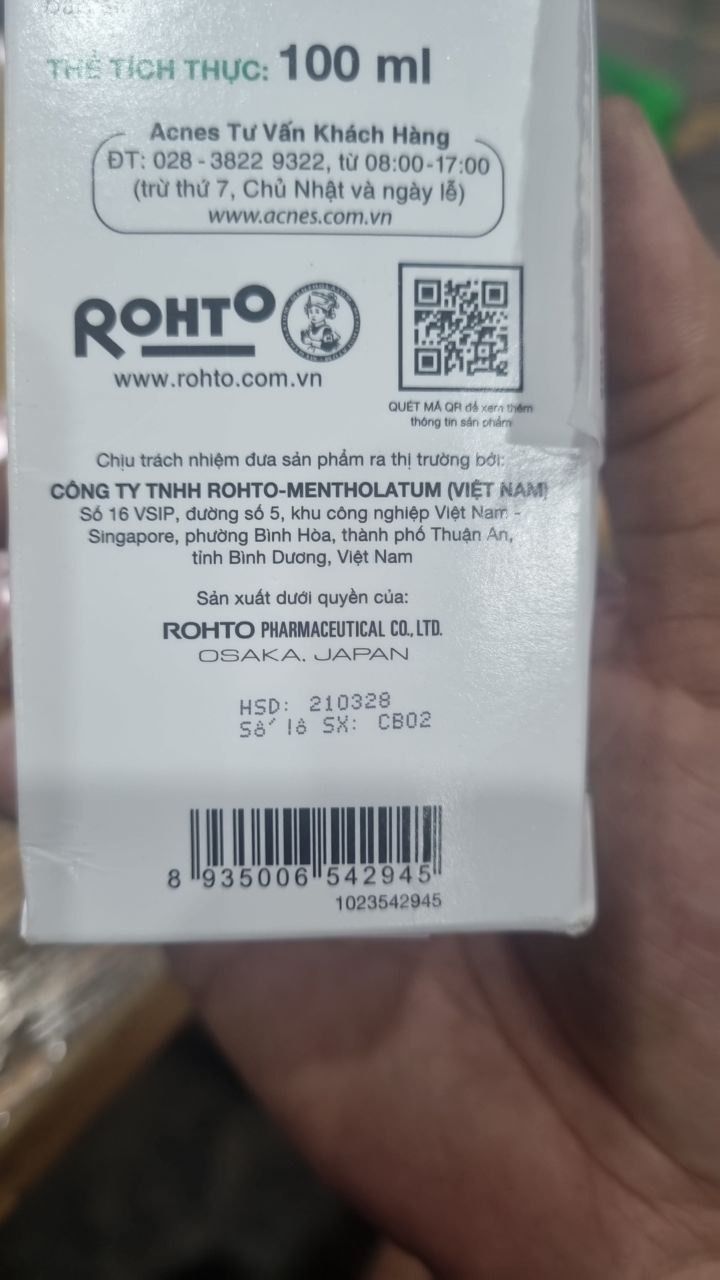 THỂ TÍCH THỰC: 100 ml
Acnes Tư Vấn Khách Hàng
ĐT: 028 - 3822 9322, từ 08:00-17:00
(trừ thứ 7, Chủ Nhật và ngày lễ)
www.acnes.com.vn
ROHTO
www.rohto.com.vn
QUÉT MÃ QR để xem thêm
thông tin sản phẩm
Chịu trách nhiệm đưa sản phẩm ra thị trường bởi:
CÔNG TY TNHH ROHTO-MENTHOLATUM (VIỆT NAM)
Số 16 VSIP, đường số 5, khu công nghiệp Việt Nam -
Singapore, phường Bình Hòa, thành phố Thuận An,
tỉnh Bình Dương, Việt Nam
Sản xuất dưới quyền của:
ROHTO PHARMACEUTICAL CO., LTD.
OSAKA, JAPAN
HSD: 210328
Số lô SX: CB02
8 935006 542945
1023542945